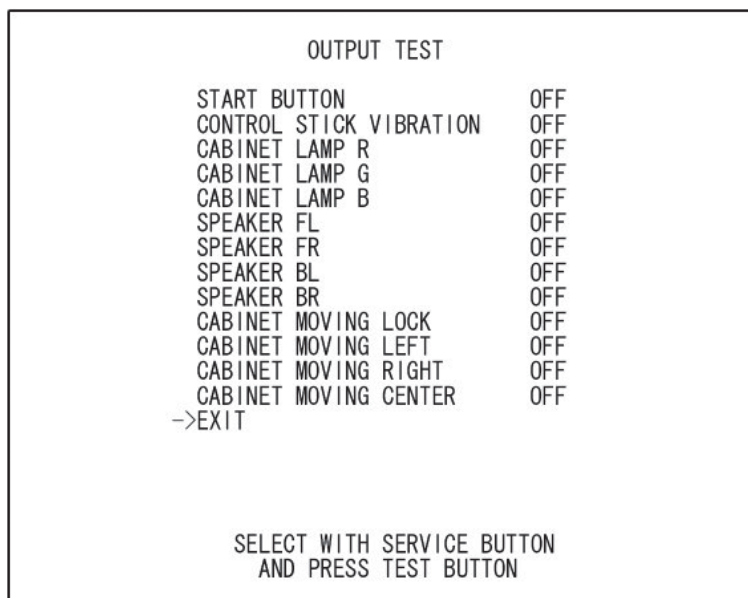 OUTPUT TEST
START BUTTON OFF
CONTROL STICK VIBRATION OFF
CABINET LAMP R OFF
CABINET LAMP G OFF
CABINET LAMP B OFF
SPEAKER FL OFF
SPEAKER FR OFF
SPEAKER BL OFF
SPEAKER BR OFF
CABINET MOVING LOCK OFF
CABINET MOVING LEFT OFF
CABINET MOVING RIGHT OFF
CABINET MOVING CENTER OFF
->EXIT
SELECT WITH SERVICE BUTTON
AND PRESS TEST BUTTON